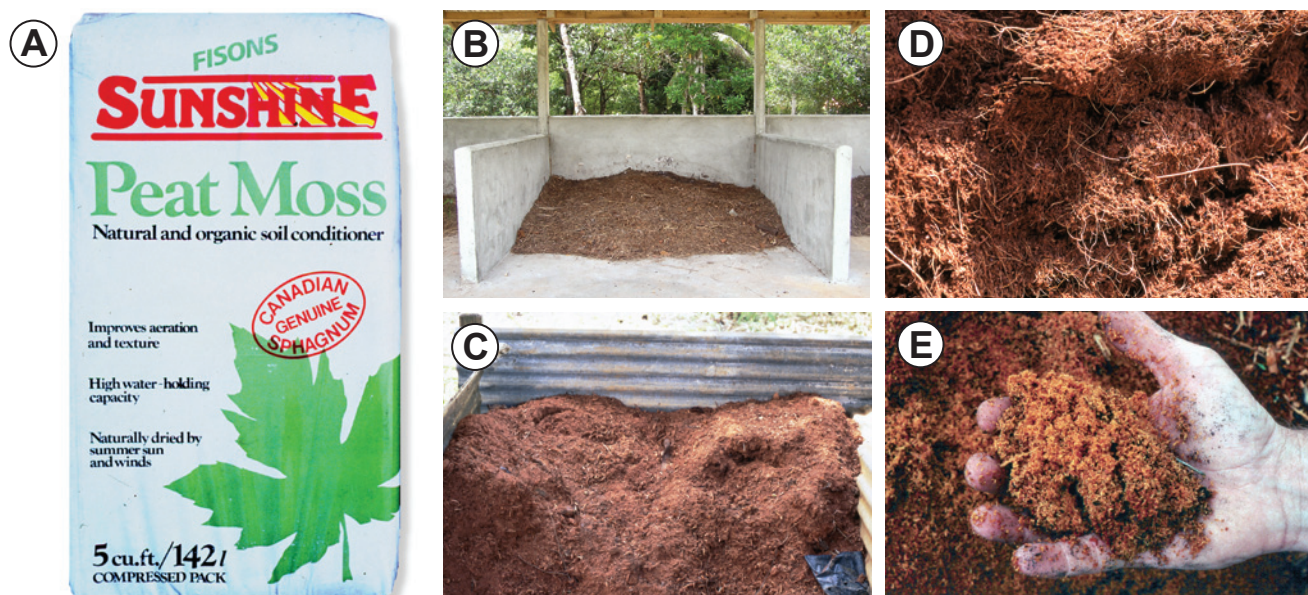 A
FISONS
SUNSHINE
Peat Moss
Natural and organic soil conditioner
CANADIAN
GENUINE
SPHAGNUM
Improves aeration
and texture
High water-holding
capacity
Naturally dried by
summer sun
and winds
5 cu.ft./142 l
COMPRESSED PACK
B
C
D
E